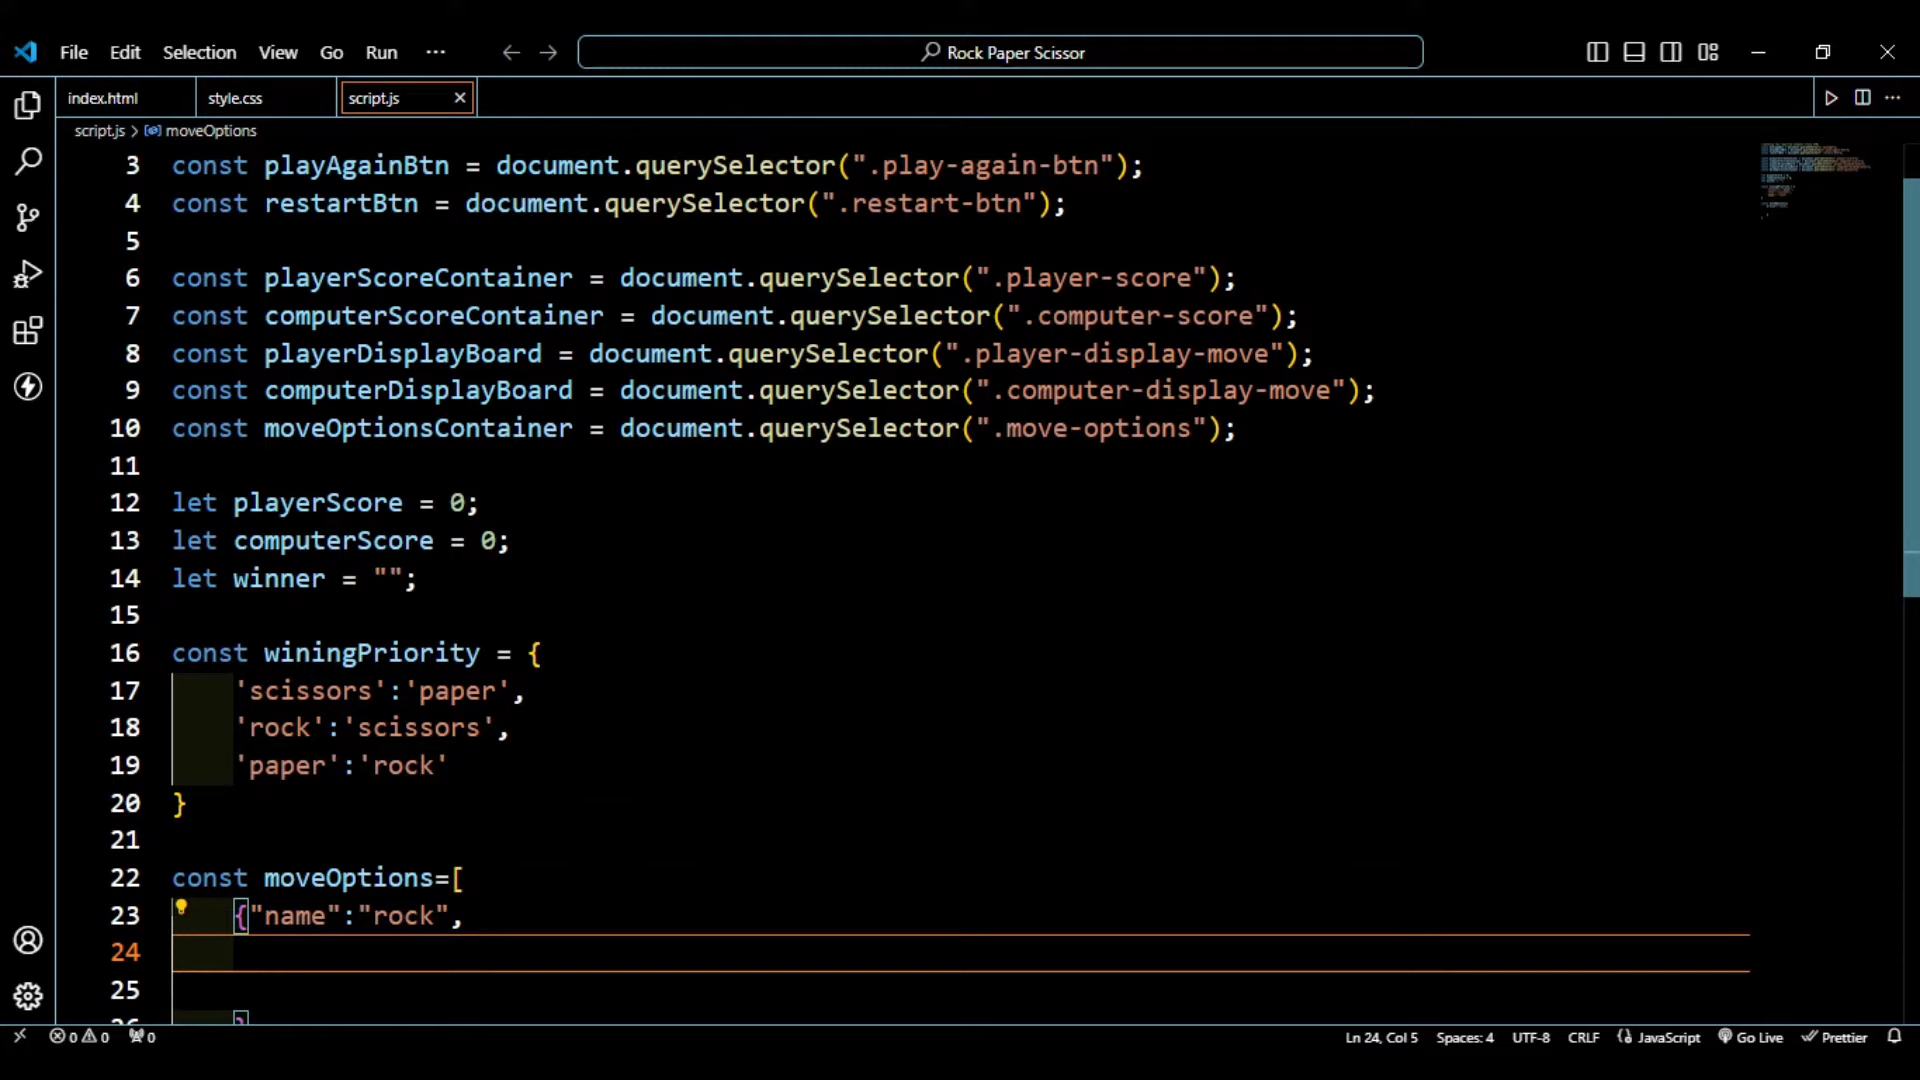 File Edit Selection View Go Run ... Rock Paper Scissor
index.html style.css script.js
script.js > moveOptions
3 const playAgainBtn = document.querySelector(".play-again-btn");
4 const restartBtn = document.querySelector(".restart-btn");
5
6 const playerScoreContainer = document.querySelector(".player-score");
7 const computerScoreContainer = document.querySelector(".computer-score");
8 const playerDisplayBoard = document.querySelector(".player-display-move");
9 const computerDisplayBoard = document.querySelector(".computer-display-move");
10 const moveOptionsContainer = document.querySelector(".move-options");
11
12 let playerScore = 0;
13 let computerScore = 0;
14 let winner = "";
15
16 const winingPriority = {
17 'scissors':'paper',
18 'rock':'scissors',
19 'paper':'rock'
20 }
21
22 const moveOptions=[
23 {"name":"rock",
24
25
26 }
0 0 0 Ln 24, Col 5 Spaces: 4 UTF-8 CRLF JavaScript Go Live Prettier